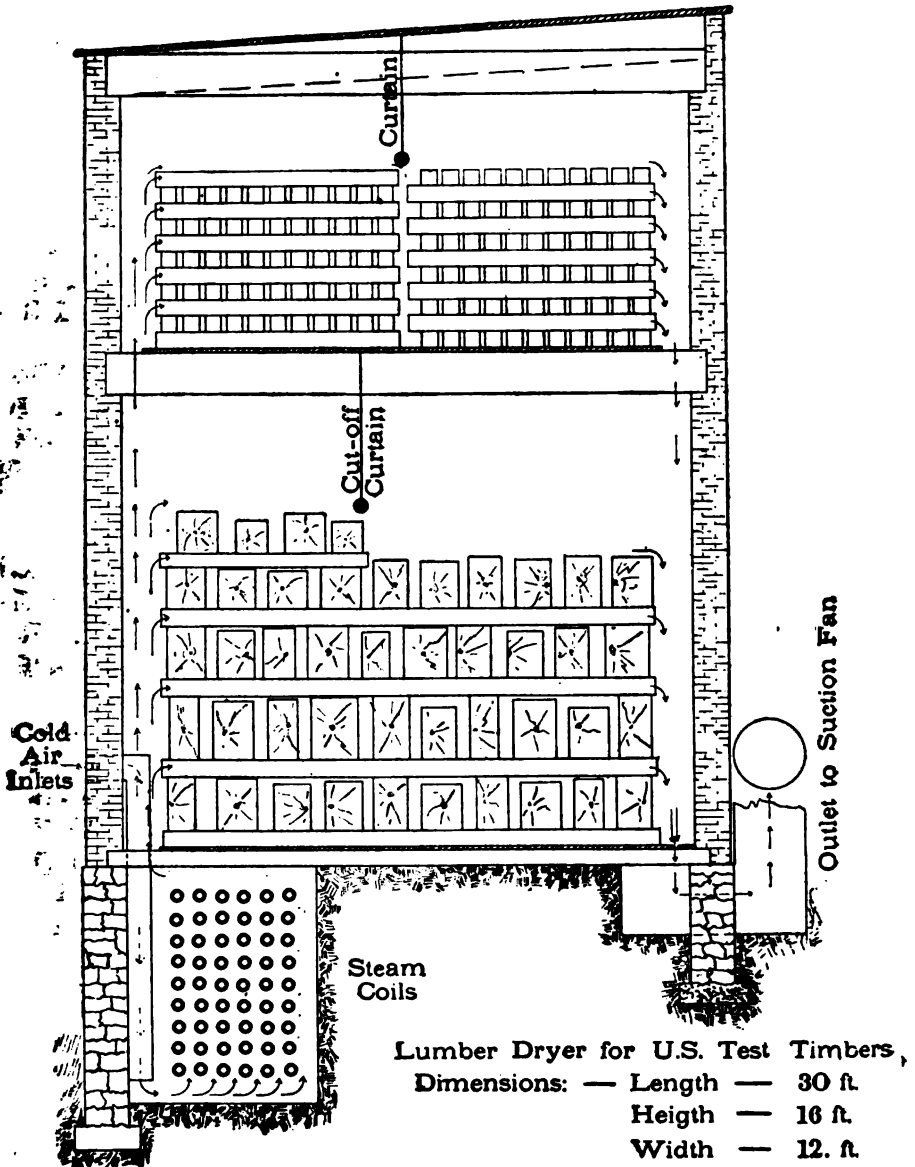 Curtain
Cut-off
Curtain
Cold
Air
Inlets
Outlet to Suction Fan
Steam
Coils
Lumber Dryer for U.S. Test Timbers,
Dimensions: — Length — 30 ft.
Heigth — 16 ft.
Width — 12. ft.